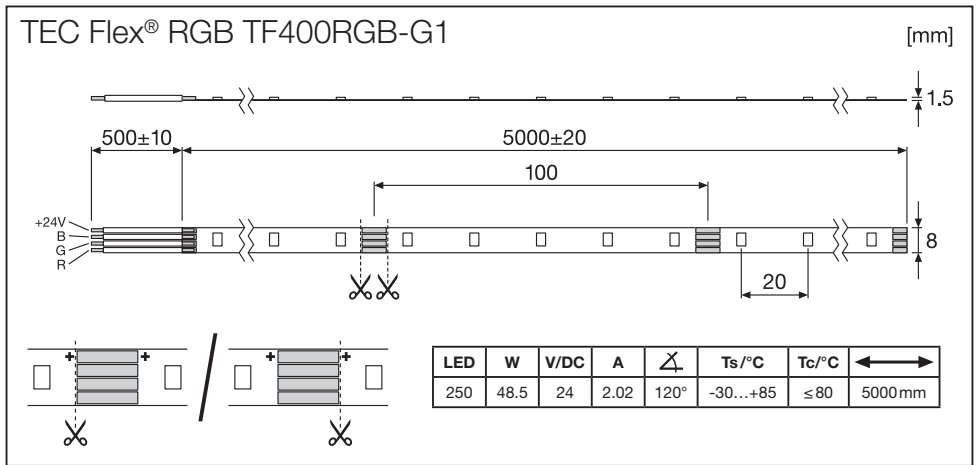 TEC Flex® RGB TF400RGB-G1
[mm]
1.5
500±10
5000±20
100
+24V
B
G
R
8
20
+ +
+ +
LED W V/DC A Ts/°C Tc/°C
250 48.5 24 2.02 120° -30...+85 ≤80 5000mm